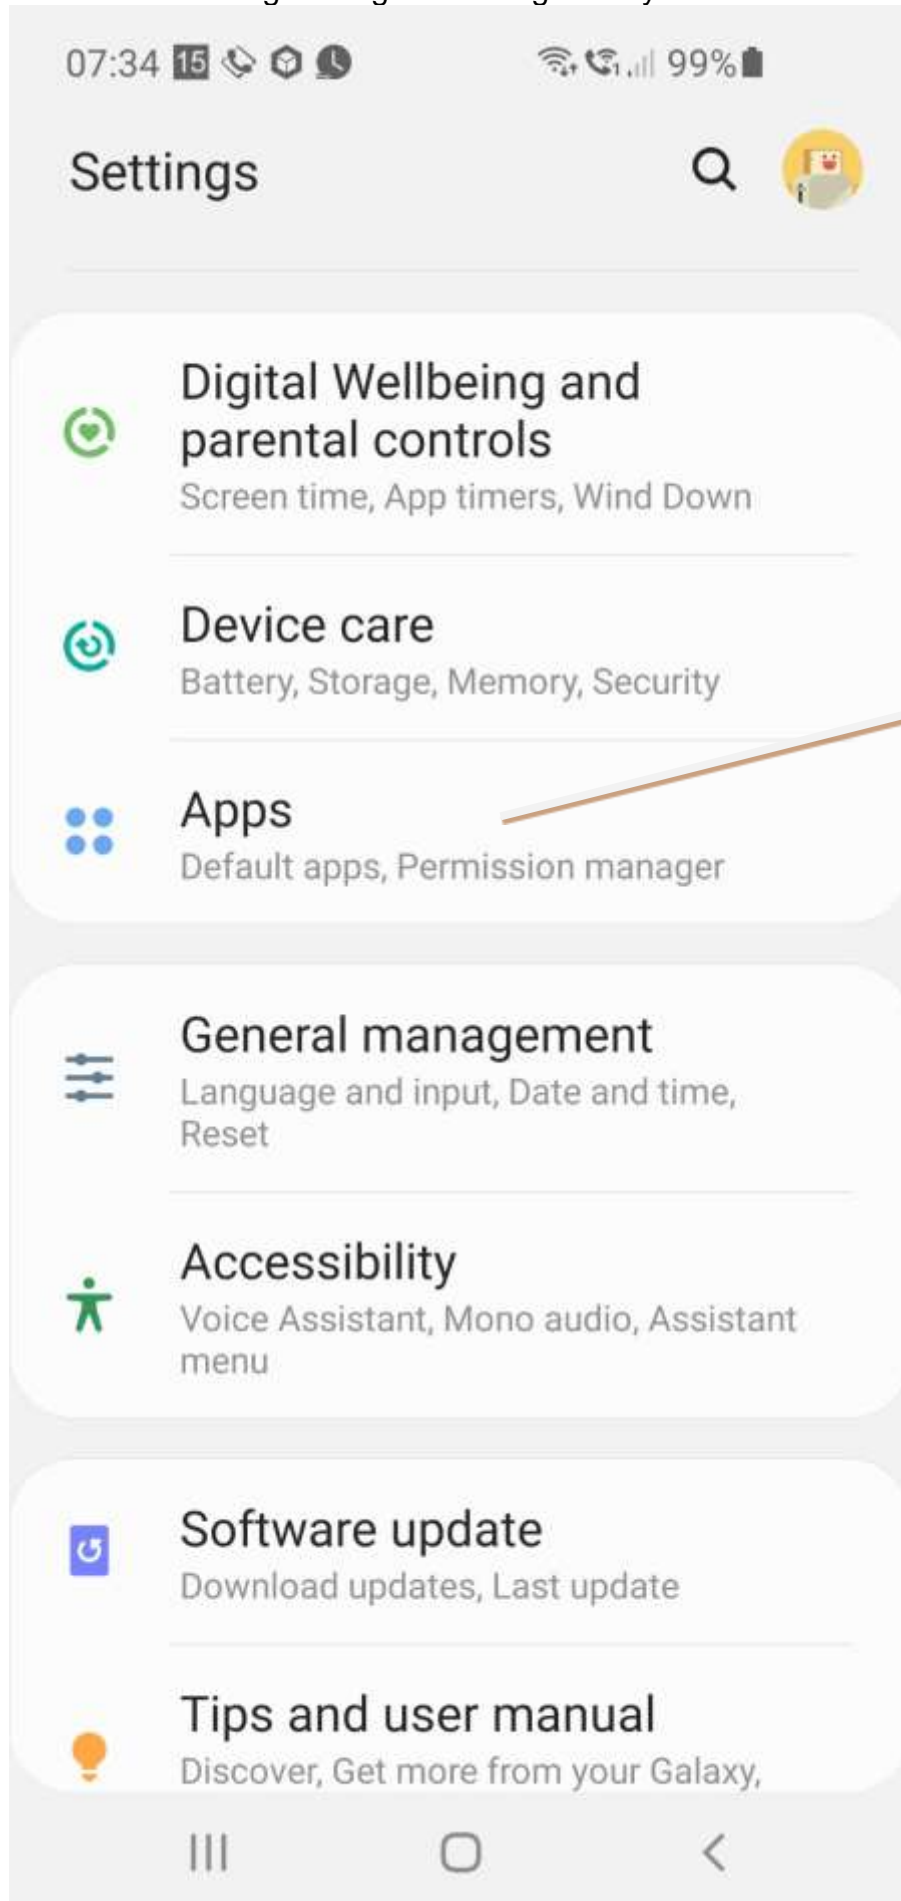 07:34 15 99%
Settings
Digital Wellbeing and
parental controls
Screen time, App timers, Wind Down
Device care
Battery, Storage, Memory, Security
Apps
Default apps, Permission manager
General management
Language and input, Date and time,
Reset
Accessibility
Voice Assistant, Mono audio, Assistant
menu
Software update
Download updates, Last update
Tips and user manual
Discover, Get more from your Galaxy,